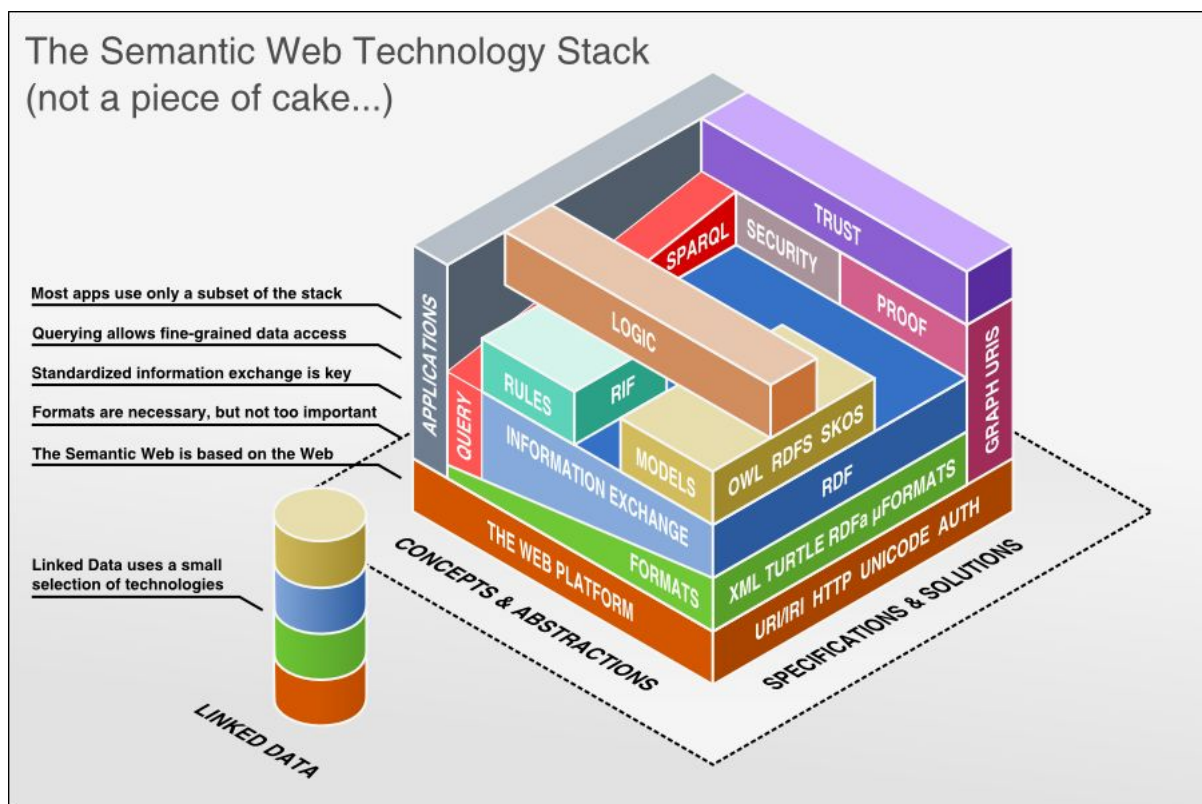 The Semantic Web Technology Stack
(not a piece of cake...)
Most apps use only a subset of the stack
Querying allows fine-grained data access
Standardized information exchange is key
Formats are necessary, but not too important
The Semantic Web is based on the Web
Linked Data uses a small
selection of technologies
LINKED DATA
APPLICATIONS
TRUST
SPARQL
SECURITY
PROOF
GRAPH URIS
LOGIC
RULES
RIF
QUERY
INFORMATION EXCHANGE
MODELS
OWL RDFS SKOS
RDF
FORMATS
XML TURTLE RDFa µFORMATS
THE WEB PLATFORM
URI/IRI HTTP UNICODE AUTH
CONCEPTS & ABSTRACTIONS
SPECIFICATIONS & SOLUTIONS